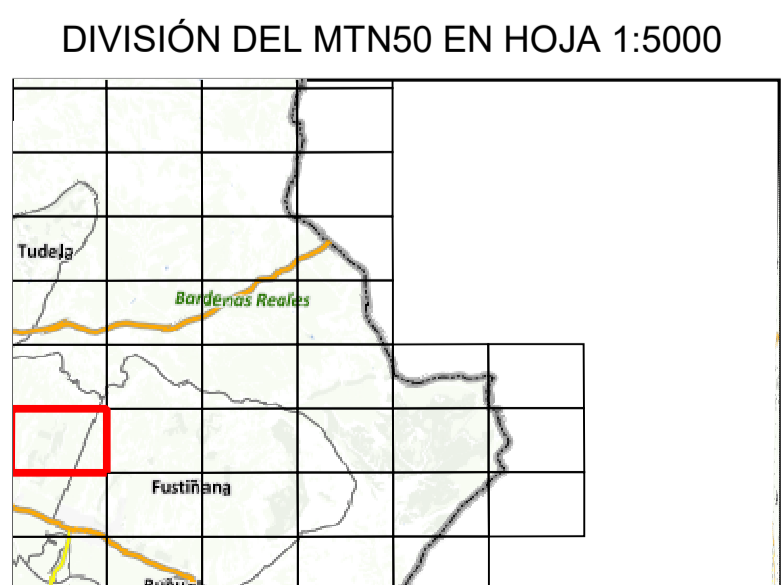 DIVISIÓN DEL MTN50 EN HOJA 1:5000
Tudela
Bardenas Reales
Fustiñana